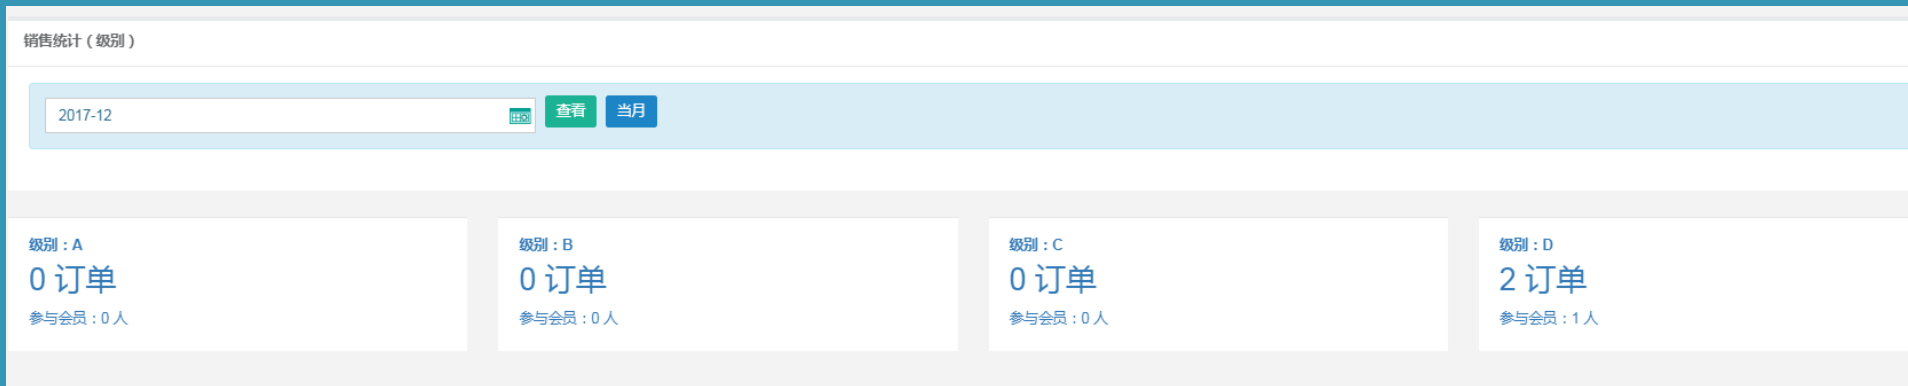 销售统计（级别）
2017-12 查看 当月
级别：A
0 订单
参与会员：0 人
级别：B
0 订单
参与会员：0 人
级别：C
0 订单
参与会员：0 人
级别：D
2 订单
参与会员：1 人